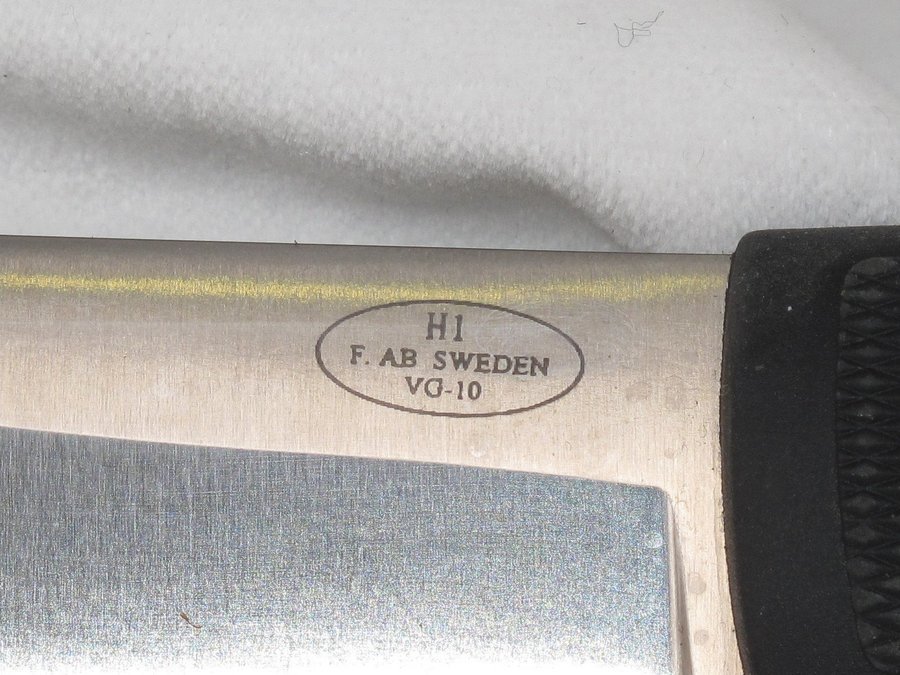 H1
F. AB SWEDEN
VG-10